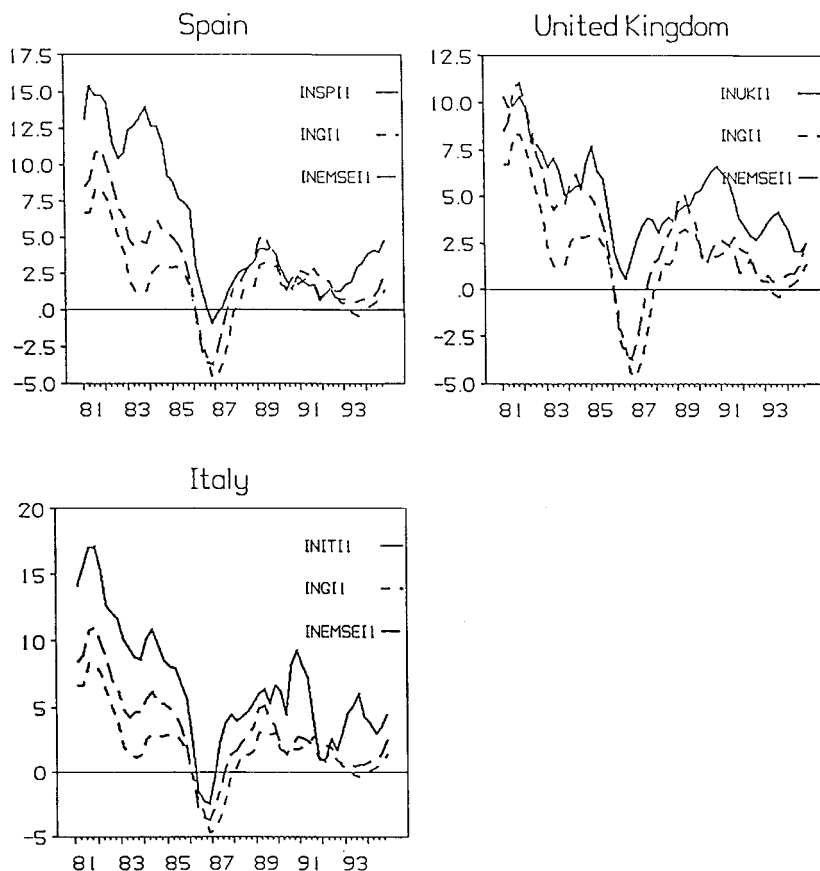 Spain
17.5
15.0
12.5
10.0
7.5
5.0
2.5
.0
-2.5
-5.0
INSPI1
INGI1
INEMSEI1
81 83 85 87 89 91 93
United Kingdom
12.5
10.0
7.5
5.0
2.5
.0
-2.5
-5.0
INUKI1
INGI1
INEMSEI1
81 83 85 87 89 91 93
Italy
20
15
10
5
0
-5
INITI1
INGI1
INEMSEI1
81 83 85 87 89 91 93